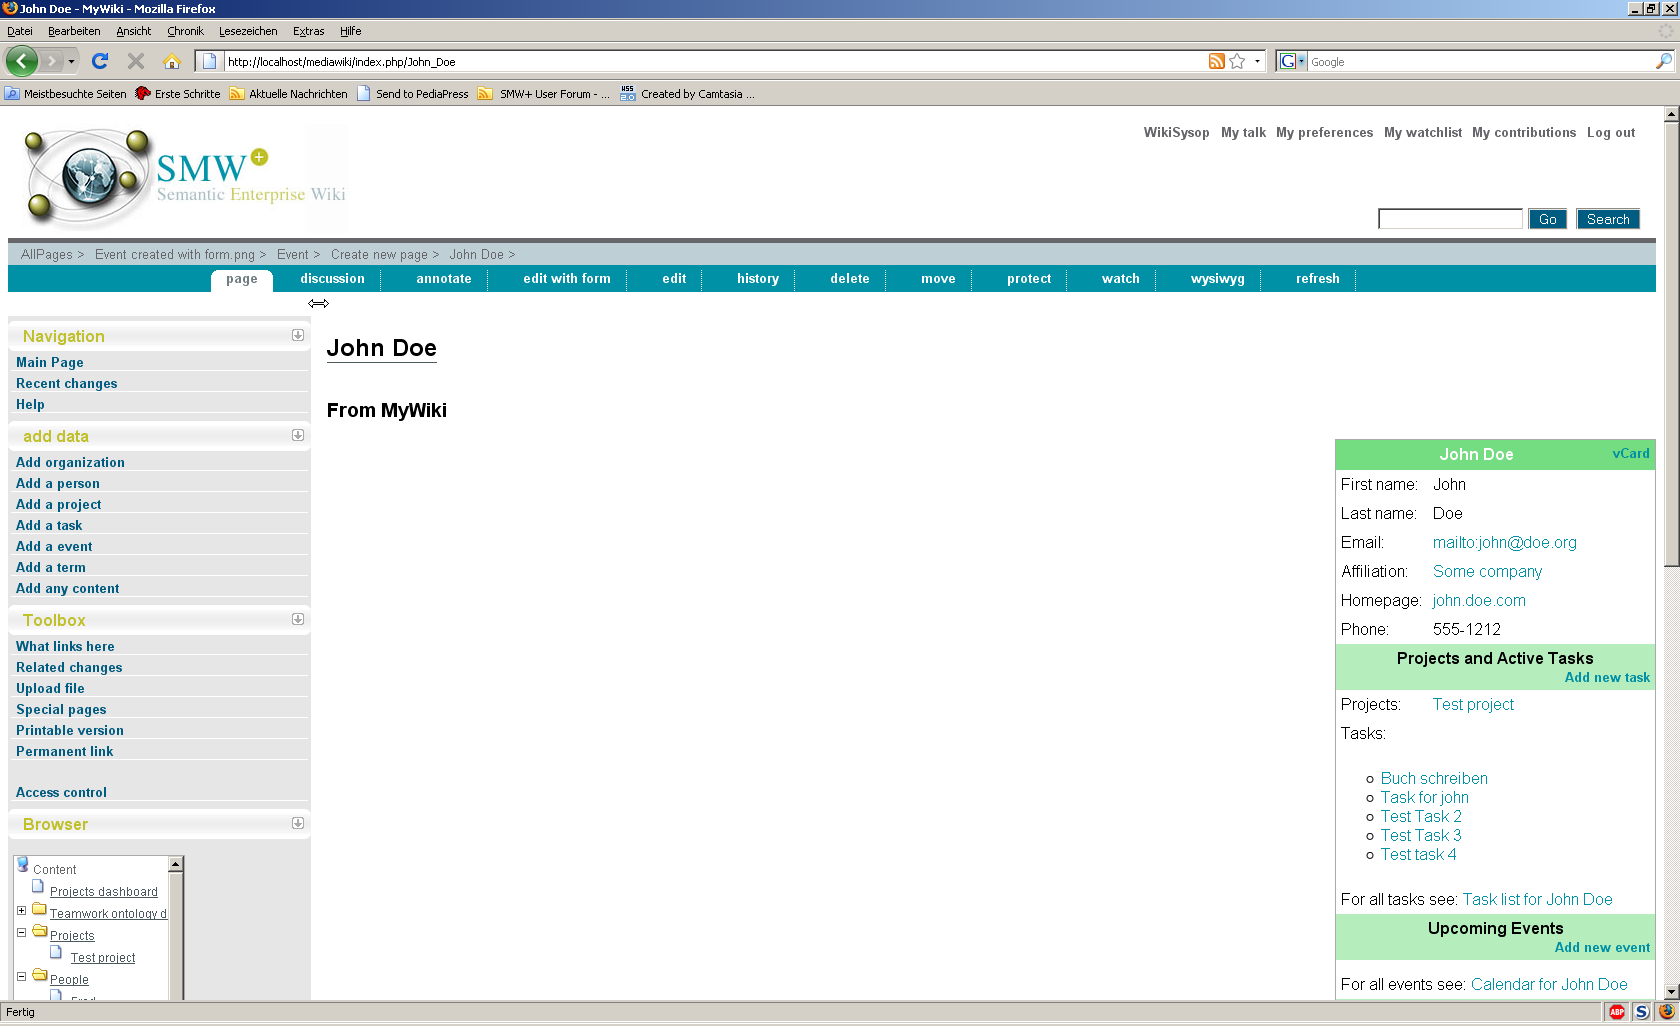 John Doe - MyWiki - Mozilla Firefox
Datei Bearbeiten Ansicht Chronik Lesezeichen Extras Hilfe
http://localhost/mediawiki/index.php/John_Doe
G Google
Meistbesuchte Seiten Erste Schritte Aktuelle Nachrichten Send to PediaPress SMW+ User Forum - ... Created by Camtasia ...
WikiSysop My talk My preferences My watchlist My contributions Log out
SMW+
Semantic Enterprise Wiki
Go Search
AllPages > Event created with form.png > Event > Create new page > John Doe >
page discussion annotate edit with form edit history delete move protect watch wysiwyg refresh
Navigation
Main Page
Recent changes
Help
add data
Add organization
Add a person
Add a project
Add a task
Add a event
Add a term
Add any content
Toolbox
What links here
Related changes
Upload file
Special pages
Printable version
Permanent link
Access control
Browser
Content
Projects dashboard
Teamwork ontology d
Projects
Test project
People
John Doe
From MyWiki
John Doe vCard
First name: John
Last name: Doe
Email: mailto:john@doe.org
Affiliation: Some company
Homepage: john.doe.com
Phone: 555-1212
Projects and Active Tasks
Add new task
Projects: Test project
Tasks:
Buch schreiben
Task for john
Test Task 2
Test Task 3
Test task 4
For all tasks see: Task list for John Doe
Upcoming Events
Add new event
For all events see: Calendar for John Doe
Fertig
ABP S